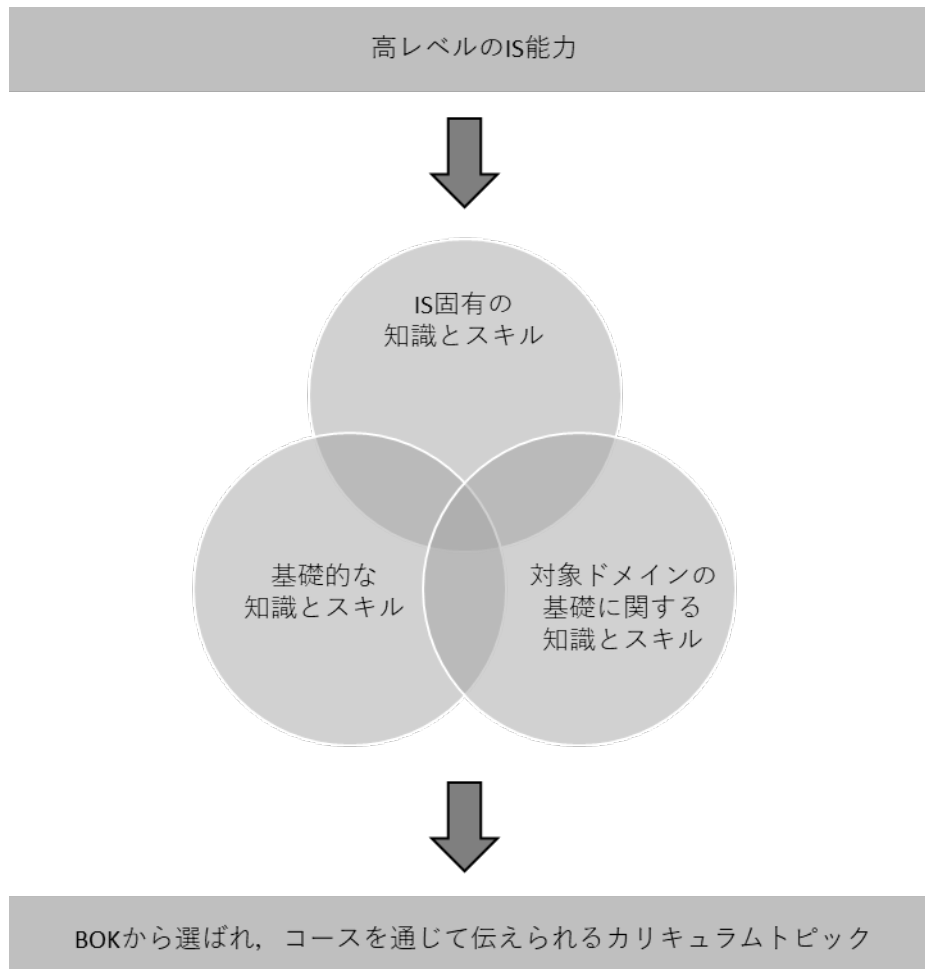 高レベルのIS能力
IS固有の
知識とスキル
基礎的な
知識とスキル
対象ドメインの
基礎に関する
知識とスキル
BOKから選ばれ，コースを通じて伝えられるカリキュラムトピック